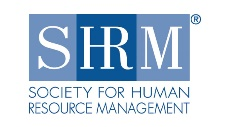 SHRM®
SOCIETY FOR HUMAN
RESOURCE MANAGEMENT